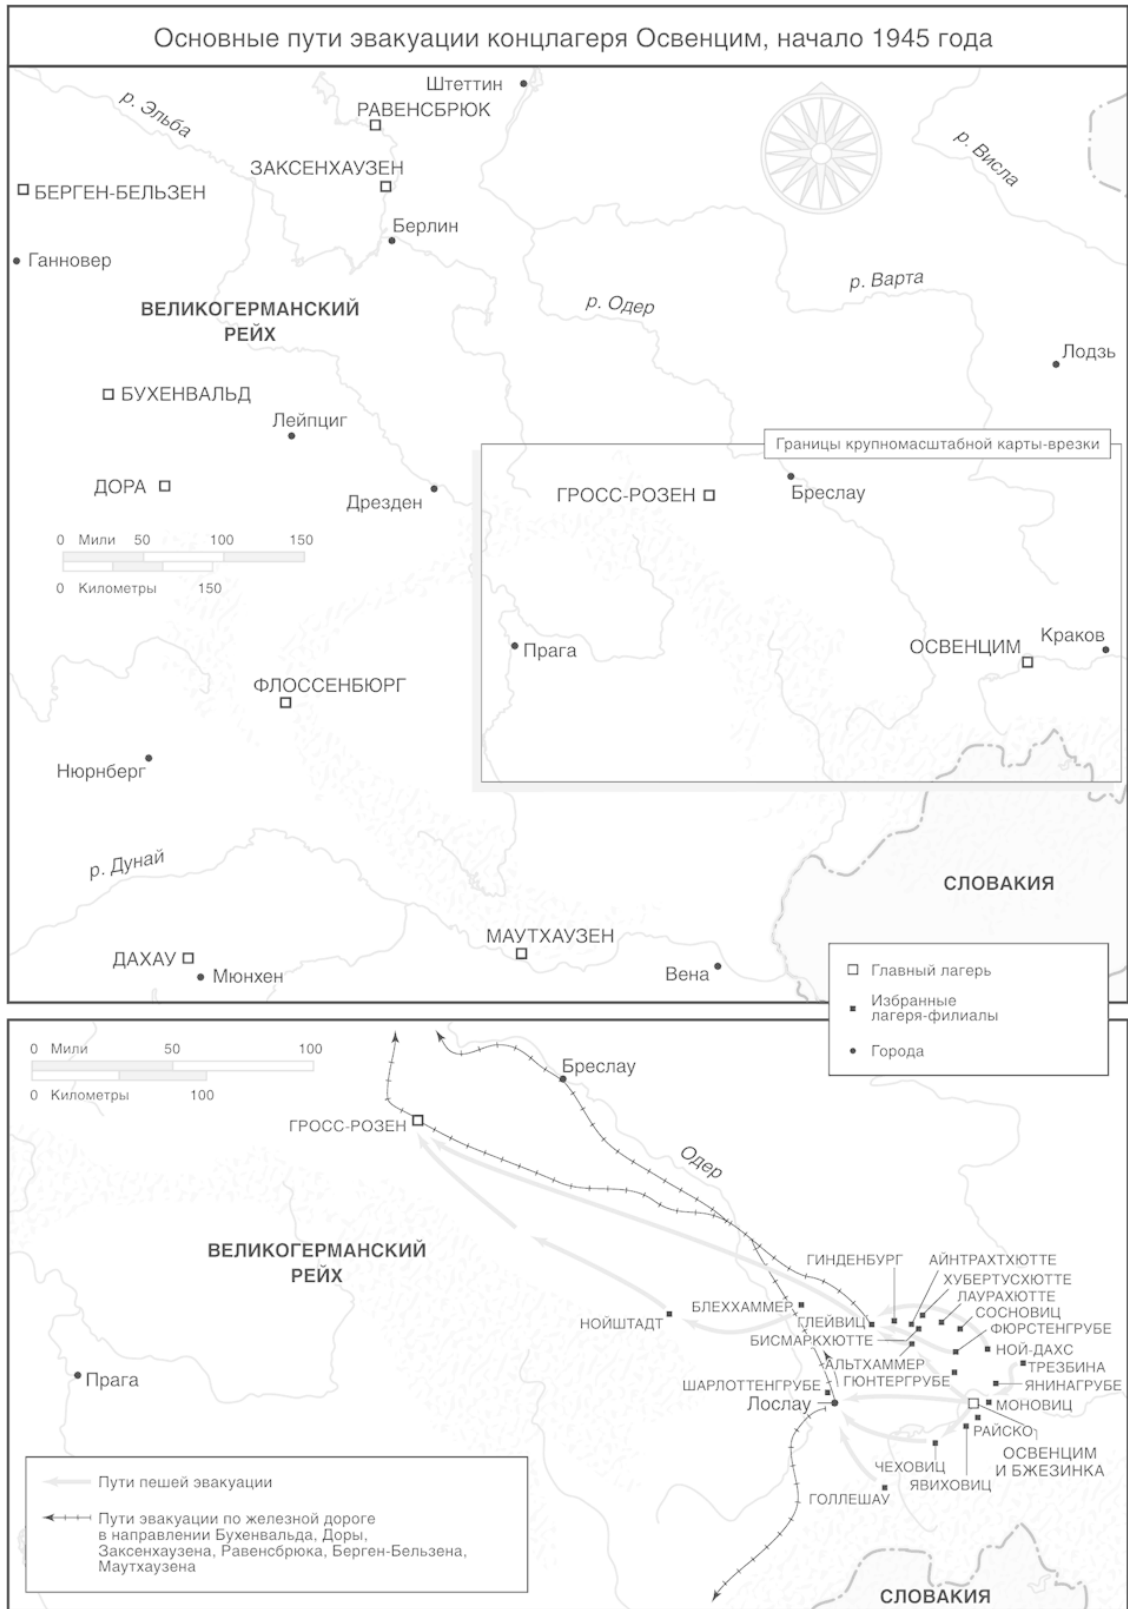 Основные пути эвакуации концлагеря Освенцим, начало 1945 года
Штеттин
р. Эльба
РАВЕНСБРЮК
р. Висла
ЗАКСЕНХАУЗЕН
БЕРГЕН-БЕЛЬЗЕН
Берлин
Ганновер
р. Варта
ВЕЛИКОГЕРМАНСКИЙ
РЕЙХ
р. Одер
Лодзь
БУХЕНВАЛЬД
Лейпциг
Границы крупномасштабной карты-врезки
ДОРА
Дрезден
ГРОСС-РОЗЕН
Бреслау
0 Мили 50 100 150
0 Километры 150
Прага
ОСВЕНЦИМ
Краков
ФЛОССЕНБЮРГ
Нюрнберг
р. Дунай
СЛОВАКИЯ
МАУТХАУЗЕН
ДАХАУ
Мюнхен
Вена
Главный лагерь
Избранные
лагеря-филиалы
Города
0 Мили 50 100
0 Километры 100
Бреслау
ГРОСС-РОЗЕН
Одер
ВЕЛИКОГЕРМАНСКИЙ
РЕЙХ
ГИНДЕНБУРГ
АЙНТРАХТХЮТТЕ
ХУБЕРТУСХЮТТЕ
ЛАУРАХЮТТЕ
СОСНОВИЦ
БЛЕХХАММЕР
НОЙШТАДТ
ГЛЕЙВИЦ
ФЮРСТЕНГРУБЕ
БИСМАРКХЮТТЕ
НОЙ-ДАХС
АЛЬТХАММЕР
ТРЕЗБИНА
ГЮНТЕРГРУБЕ
Прага
ШАРЛОТТЕНГРУБЕ
ЯНИНАГРУБЕ
Лослау
МОНОВИЦ
РАЙСКО
ОСВЕНЦИМ
И БЖЕЗИНКА
ЧЕХОВИЦ
ЯВИХОВИЦ
ГОЛЛЕШАУ
Пути пешей эвакуации
Пути эвакуации по железной дороге
в направлении Бухенвальда, Доры,
Заксенхаузена, Равенсбрюка, Берген-Бельзена,
Маутхаузена
СЛОВАКИЯ